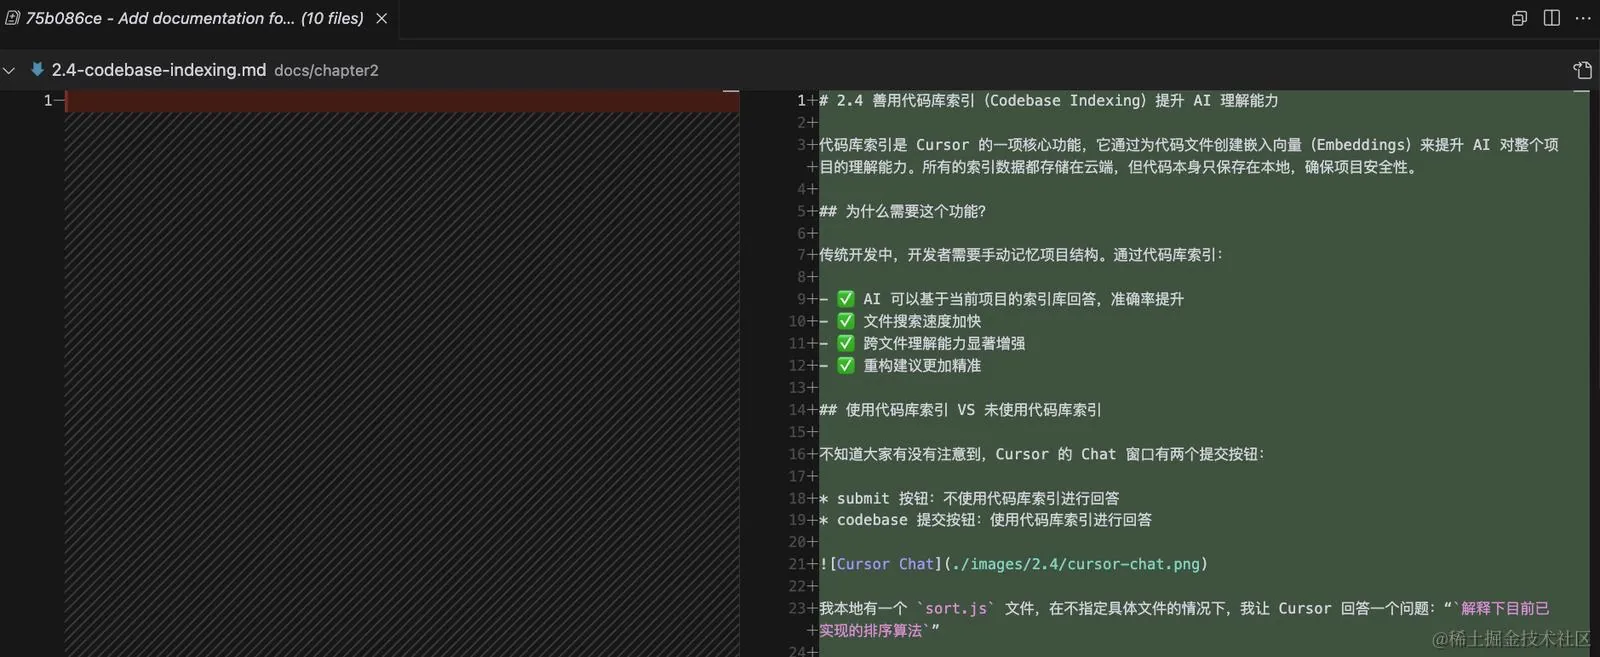 75b086ce - Add documentation fo... (10 files)
2.4-codebase-indexing.md docs/chapter2
1
1+# 2.4 善用代码库索引（Codebase Indexing）提升 AI 理解能力
2+
3+代码库索引是 Cursor 的一项核心功能，它通过为代码文件创建嵌入向量（Embeddings）来提升 AI 对整个项
+目的理解能力。所有的索引数据都存储在云端，但代码本身只保存在本地，确保项目安全性。
4+
5+## 为什么需要这个功能？
6+
7+传统开发中，开发者需要手动记忆项目结构。通过代码库索引：
8+
9+- ✅ AI 可以基于当前项目的索引库回答，准确率提升
10+- ✅ 文件搜索速度加快
11+- ✅ 跨文件理解能力显著增强
12+- ✅ 重构建议更加精准
13+
14+## 使用代码库索引 VS 未使用代码库索引
15+
16+不知道大家有没有注意到，Cursor 的 Chat 窗口有两个提交按钮：
17+
18+* submit 按钮：不使用代码库索引进行回答
19+* codebase 提交按钮：使用代码库索引进行回答
20+
21+![Cursor Chat](./images/2.4/cursor-chat.png)
22+
23+我本地有一个 `sort.js` 文件，在不指定具体文件的情况下，我让 Cursor 回答一个问题：“`解释下目前已
+实现的排序算法`”
24+
@稀土掘金技术社区